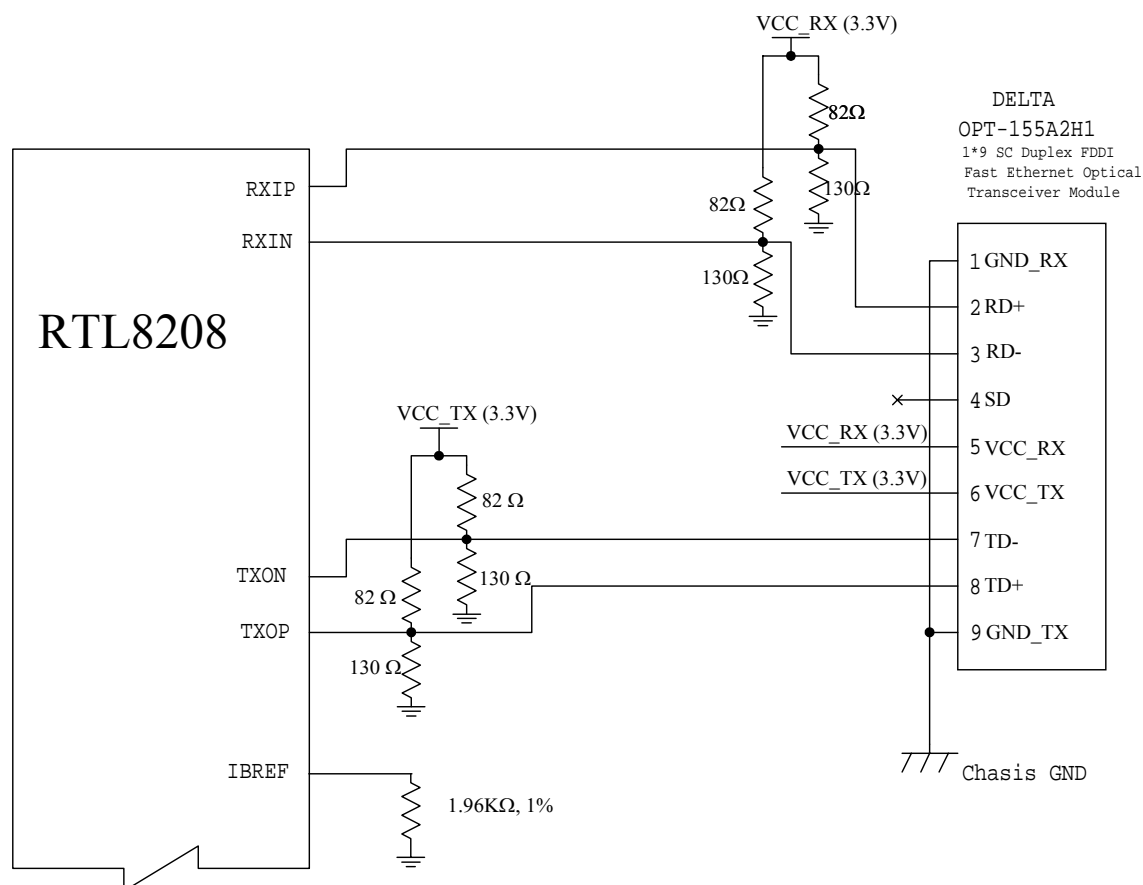 VCC_RX (3.3V)
DELTA
OPT-155A2H1
1*9 SC Duplex FDDI
Fast Ethernet Optical
Transceiver Module
82Ω
130Ω
82Ω
130Ω
RXIP
RXIN
RTL8208
1 GND_RX
2 RD+
3 RD-
4 SD
VCC_RX (3.3V)
5 VCC_RX
VCC_TX (3.3V)
6 VCC_TX
7 TD-
8 TD+
9 GND_TX
VCC_TX (3.3V)
82 Ω
130 Ω
82 Ω
130 Ω
TXON
TXOP
IBREF
1.96KΩ, 1%
Chasis GND